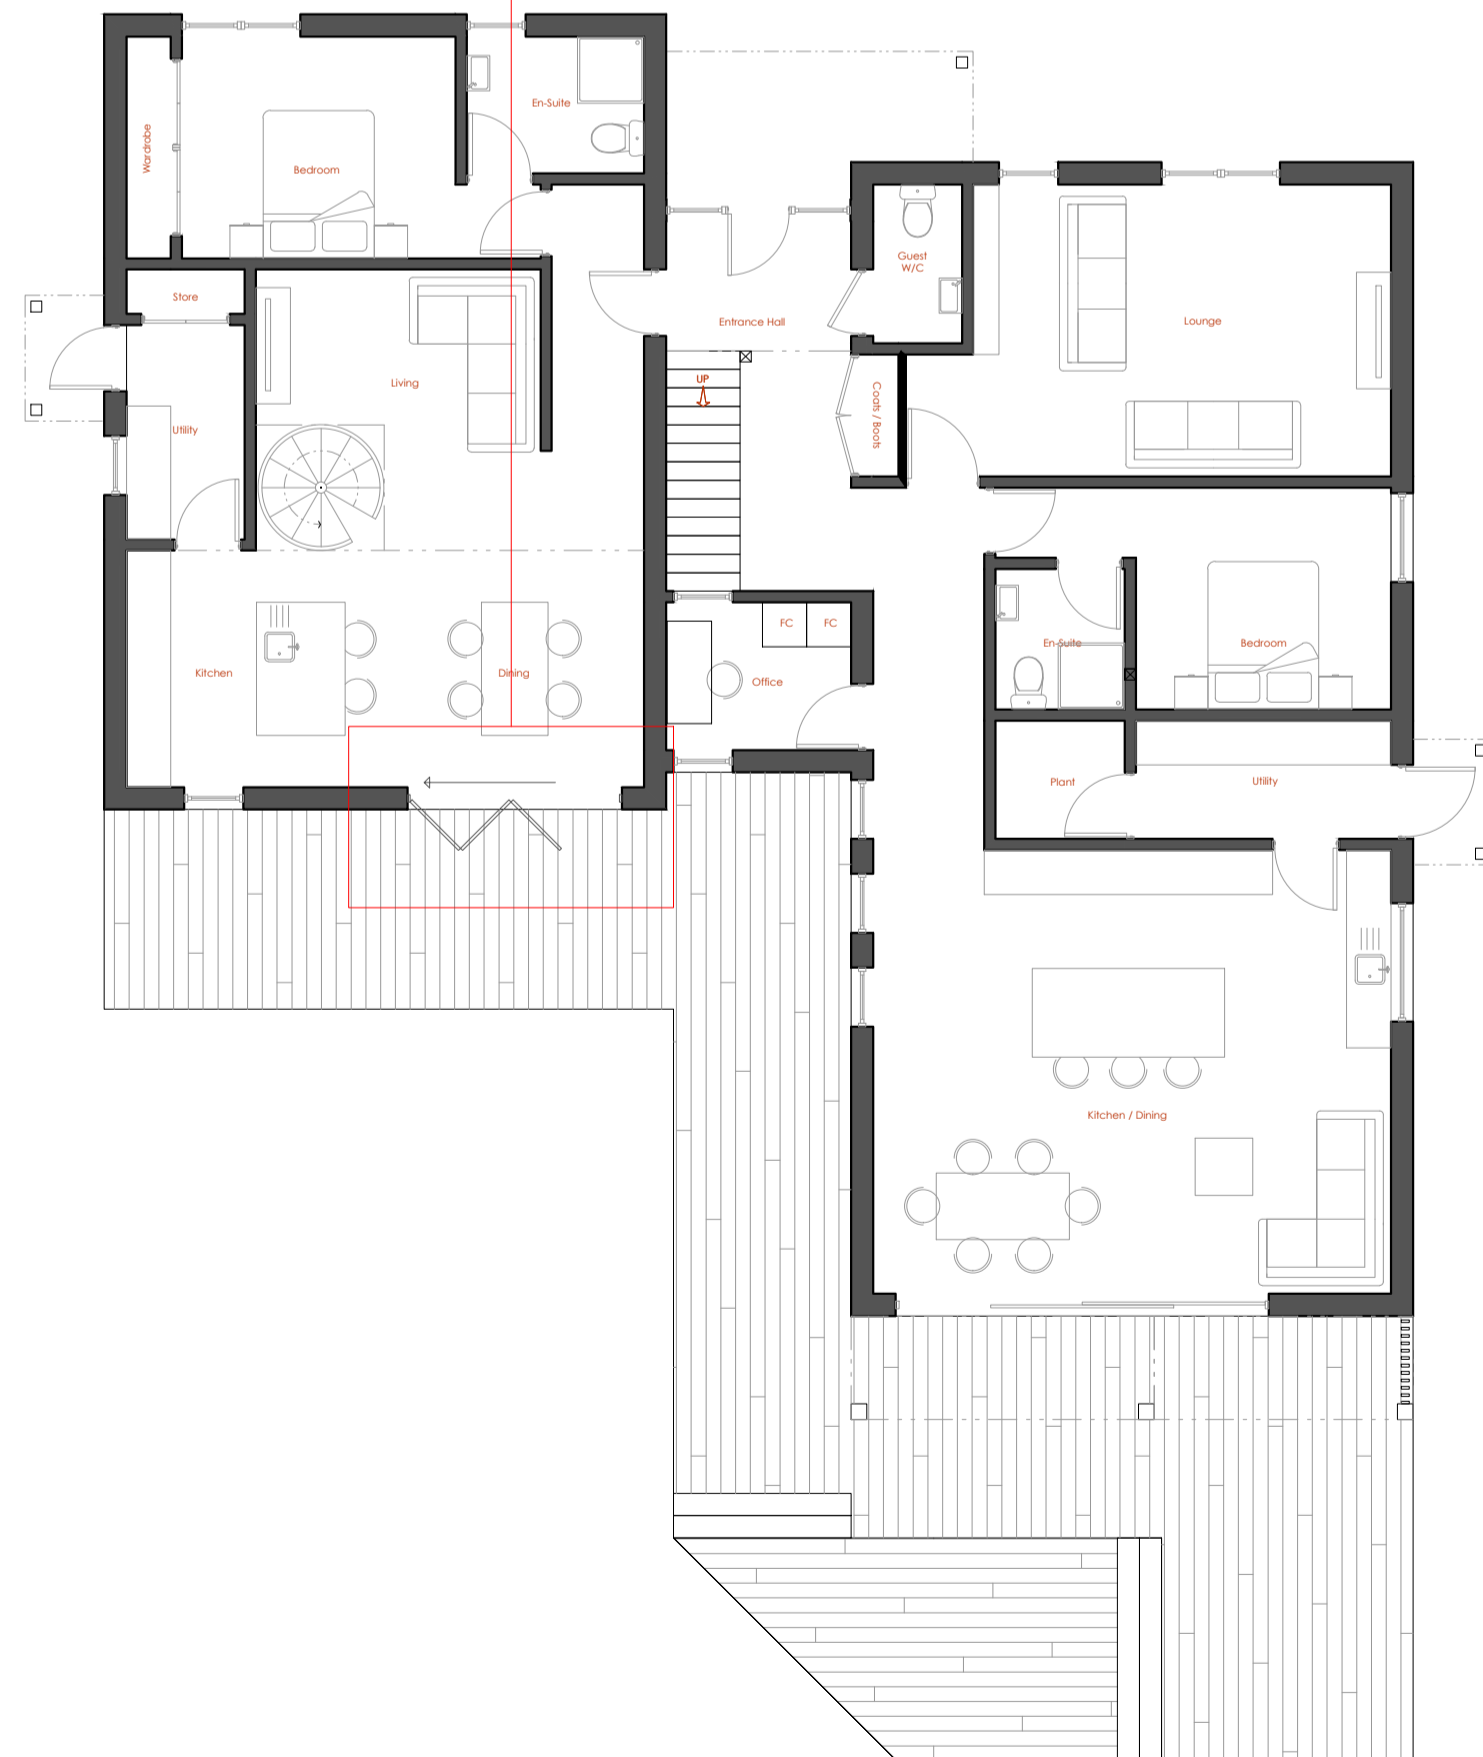 En-Suite
Wardrobe
Bedroom
Guest
W/C
Store
Entrance Hall
Lounge
Living
UP
Coats / Boots
Utility
FC
FC
En-Suite
Bedroom
Kitchen
Dining
Office
Plant
Utility
Kitchen / Dining